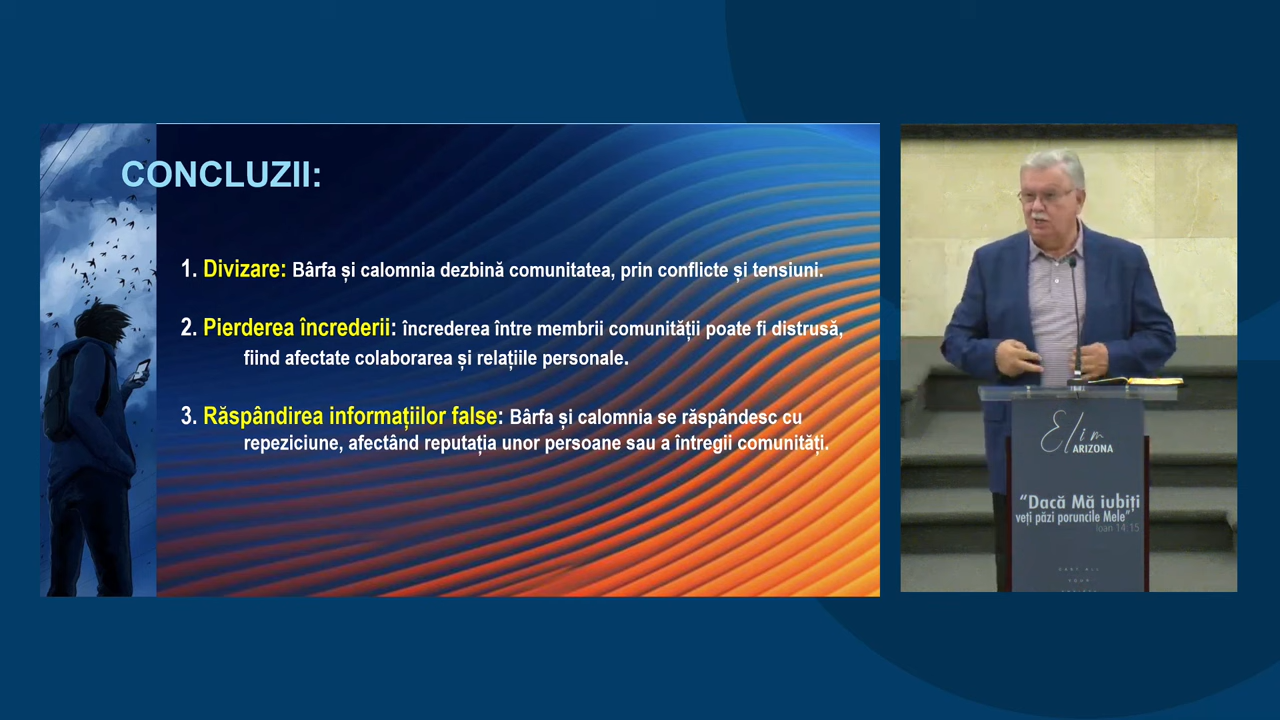 CONCLUZII:
1. Divizare: Bârfa și calomnia dezbină comunitatea, prin conflicte și tensiuni.
2. Pierderea încrederii: încrederea între membrii comunității poate fi distrusă,
fiind afectate colaborarea și relațiile personale.
3. Răspândirea informațiilor false: Bârfa și calomnia se răspândesc cu
repeziciune, afectând reputația unor persoane sau a întregii comunități.
Elim
ARIZONA
“Dacă Mă iubiți
veți păzi poruncile Mele”
Ioan 14:15